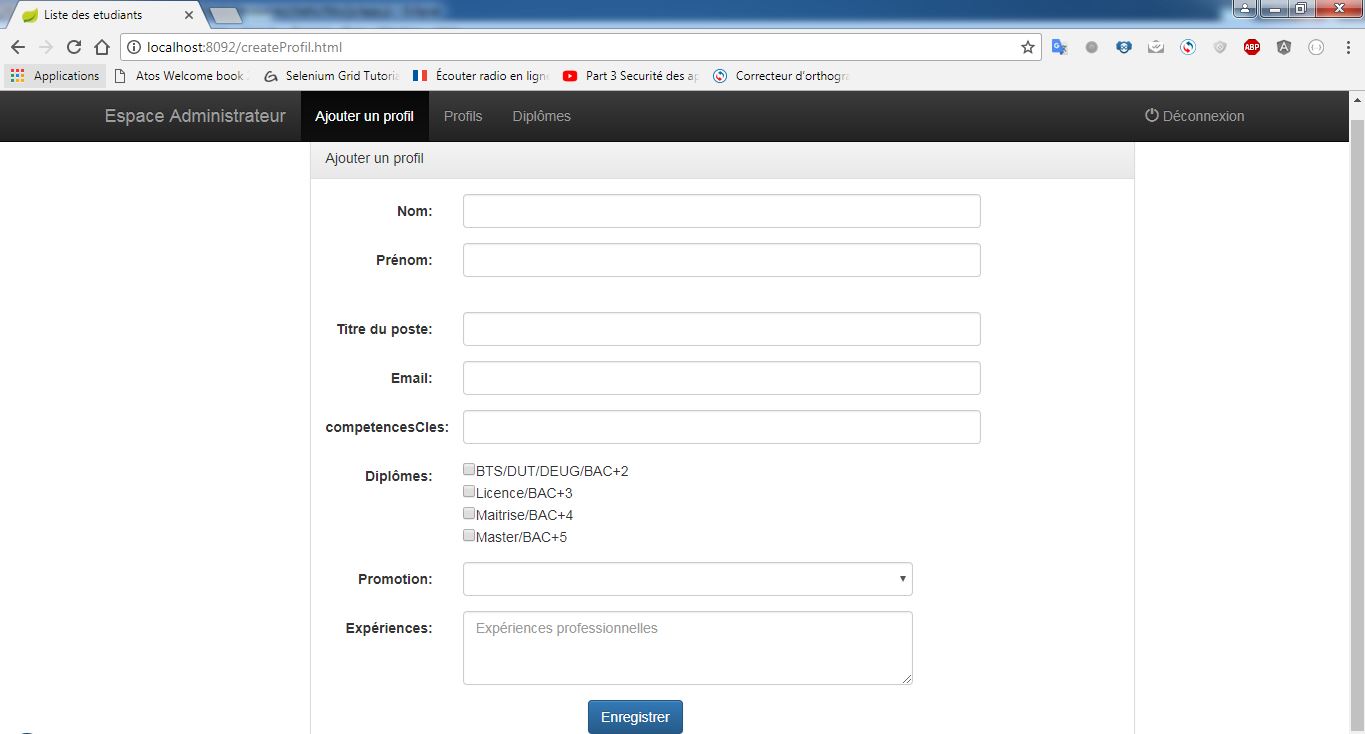 Liste des etudiants
localhost:8092/createProfil.html
Applications Atos Welcome book Selenium Grid Tutoria Écouter radio en lign Part 3 Securité des ap Correcteur d'orthogra
ABP
Espace Administrateur Ajouter un profil Profils Diplômes Déconnexion
Ajouter un profil
Nom:
Prénom:
Titre du poste:
Email:
competencesCles:
Diplômes: BTS/DUT/DEUG/BAC+2
Licence/BAC+3
Maitrise/BAC+4
Master/BAC+5
Promotion:
Expériences: Expériences professionnelles
Enregistrer